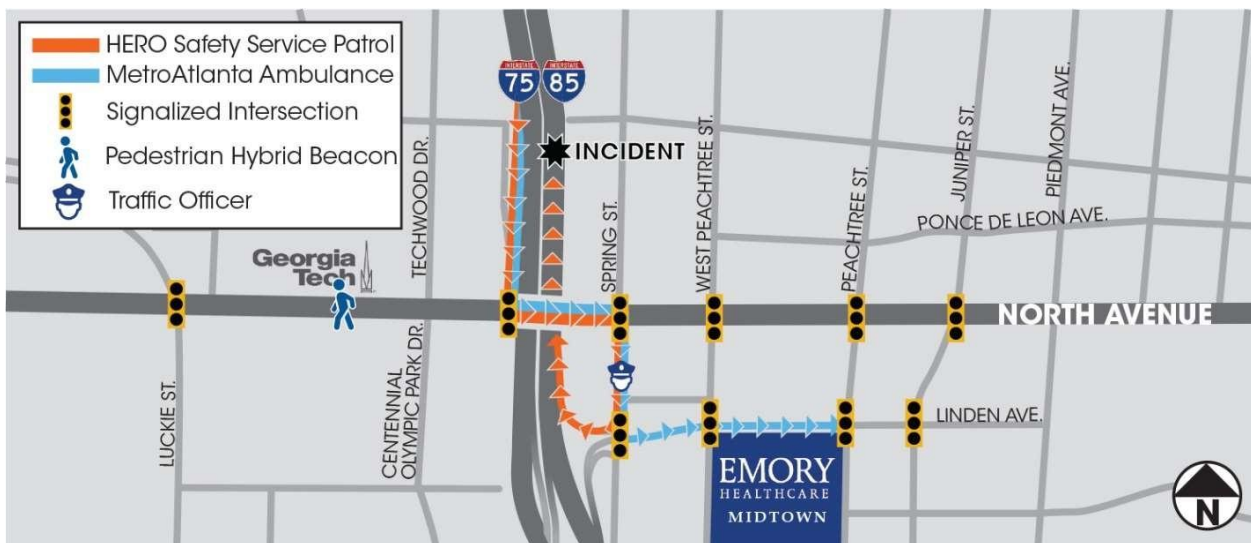 HERO Safety Service Patrol
MetroAtlanta Ambulance
Signalized Intersection
Pedestrian Hybrid Beacon
Traffic Officer
INTERSTATE
75
INTERSTATE
85
INCIDENT
Georgia
Tech
TECHWOOD DR.
SPRING ST.
WEST PEACHTREE ST.
PEACHTREE ST.
JUNIPER ST.
PIEDMONT AVE.
PONCE DE LEON AVE.
NORTH AVENUE
LUCKIE ST.
CENTENNIAL
OLYMPIC PARK DR.
LINDEN AVE.
EMORY
HEALTHCARE
MIDTOWN
N